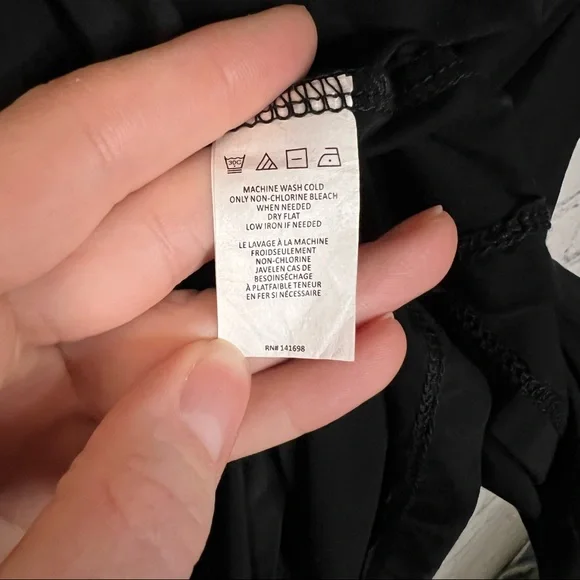 30C
MACHINE WASH COLD
ONLY NON-CHLORINE BLEACH
WHEN NEEDED
DRY FLAT
LOW IRON IF NEEDED
LE LAVAGE À LA MACHINE
FROIDSEULEMENT
NON-CHLORINE
JAVELEN CAS DE
BESOINSÉCHAGE
À PLATFAIBLE TENEUR
EN FER SI NÉCESSAIRE
RN# 141698